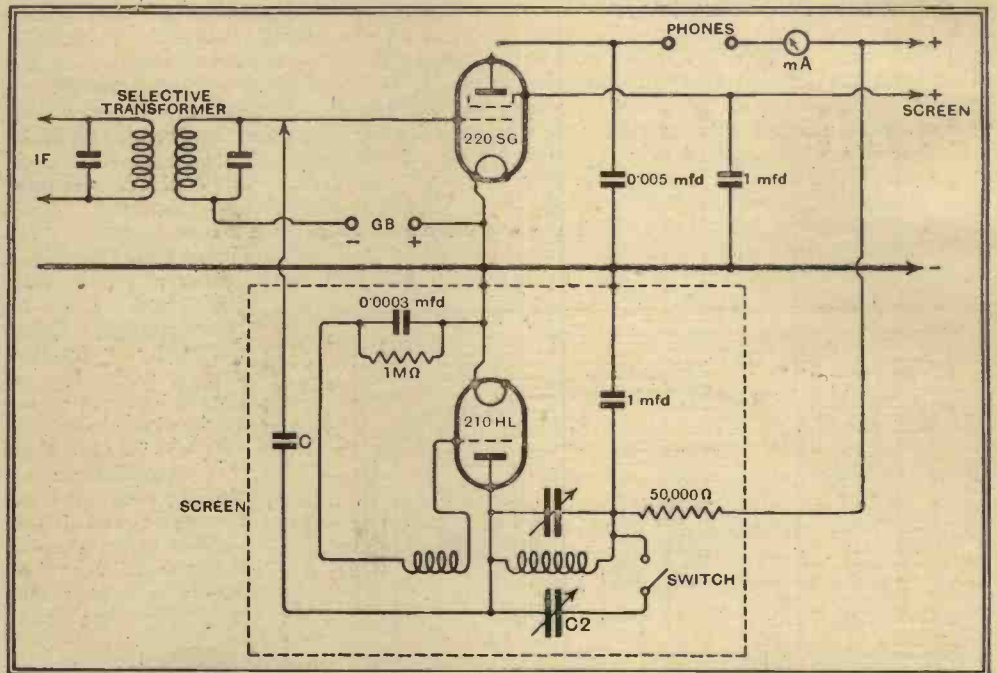 PHONES
+
mA
SELECTIVE
TRANSFORMER
+
SCREEN
220 SG
IF
0·005 mfd
1 mfd
GB
-
+
-
0·0003 mfd
1MΩ
1 mfd
210 HL
C
SCREEN
50,000 Ω
SWITCH
C2